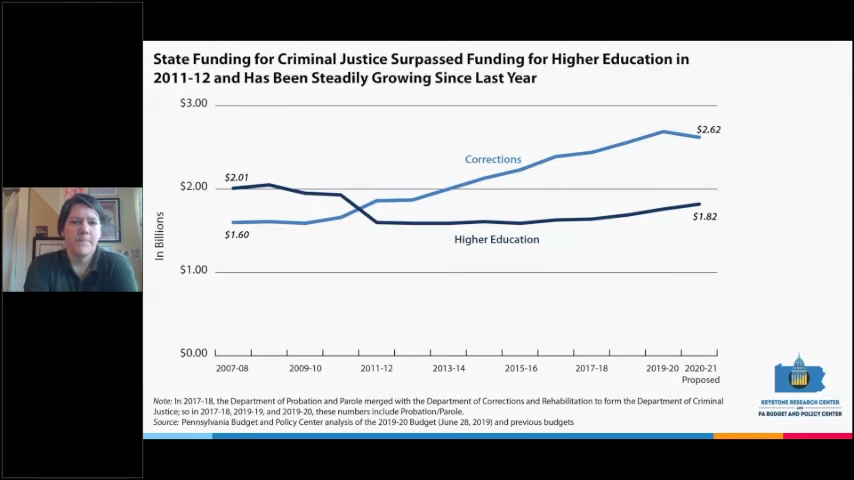 State Funding for Criminal Justice Surpassed Funding for Higher Education in
2011-12 and Has Been Steadily Growing Since Last Year
$3.00
$2.62
Corrections
$2.01
$2.00
$1.82
$1.60
Higher Education
In Billions
$1.00
$0.00
2007-08 2009-10 2011-12 2013-14 2015-16 2017-18 2019-20 2020-21
Proposed
Note: In 2017-18, the Department of Probation and Parole merged with the Department of Corrections and Rehabilitation to form the Department of Criminal
Justice; so in 2017-18, 2019-19, and 2019-20, these numbers include Probation/Parole.
Source: Pennsylvania Budget and Policy Center analysis of the 2019-20 Budget (June 28, 2019) and previous budgets
PA
KEYSTONE RESEARCH CENTER
AND
PA BUDGET AND POLICY CENTER